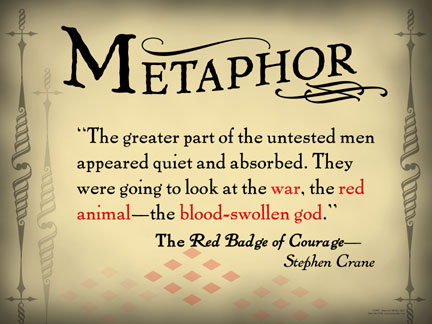 METAPHOR
“The greater part of the untested men
appeared quiet and absorbed. They
were going to look at the war, the red
animal—the blood-swollen god.”
The Red Badge of Courage—
Stephen Crane